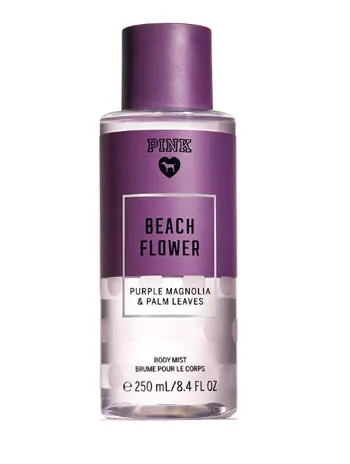 PINK
BEACH
FLOWER
PURPLE MAGNOLIA
& PALM LEAVES
BODY MIST
BRUME POUR LE CORPS
℮ 250 mL/8.4 FL OZ